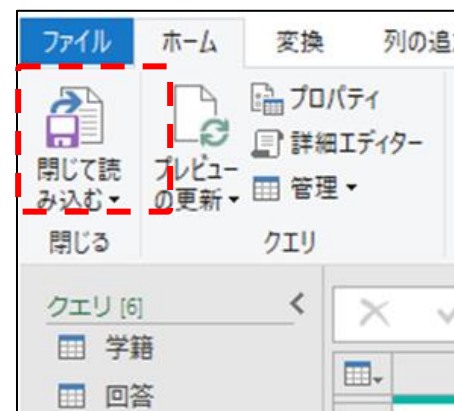 ファイル ホーム 変換 列の追
プロパティ
詳細エディター
管理
閉じて読
み込む
プレビュー
の更新
閉じる クエリ
クエリ [6]
学籍
回答